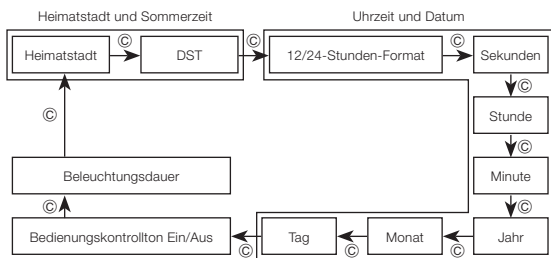 Heimatstadt und Sommerzeit
Uhrzeit und Datum
Heimatstadt
Ⓒ
DST
Ⓒ
12/24-Stunden-Format
Ⓒ
Sekunden
Ⓒ
Stunde
Ⓒ
Minute
Ⓒ
Jahr
Ⓒ
Monat
Ⓒ
Tag
Ⓒ
Bedienungskontrollton Ein/Aus
Ⓒ
Beleuchtungsdauer
Ⓒ